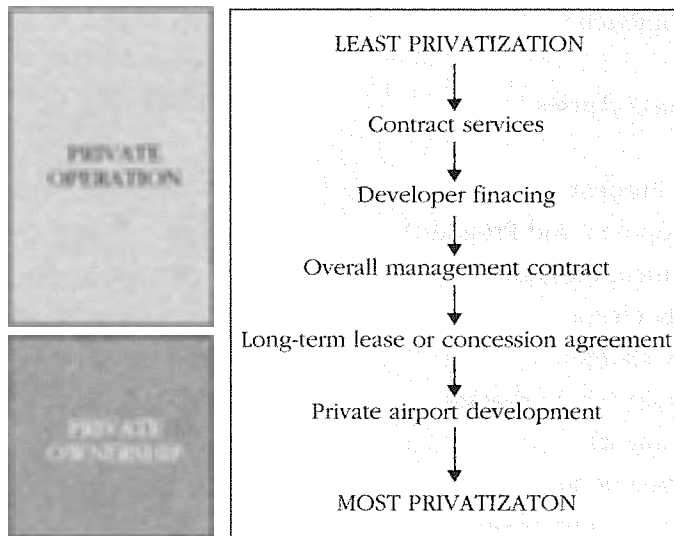 PRIVATE
OPERATION
PRIVATE
OWNERSHIP
LEAST PRIVATIZATION
Contract services
Developer finacing
Overall management contract
Long-term lease or concession agreement
Private airport development
MOST PRIVATIZATON